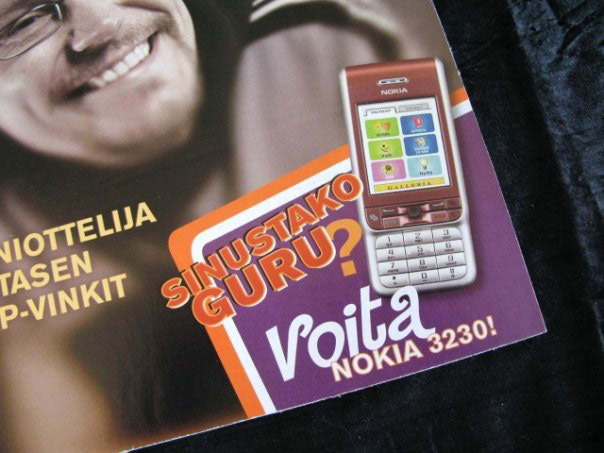 NIOTTELIJA
TASEN
P-VINKIT
SINUSTAKO
GURU?
Voita
NOKIA 3230!
NOKIA
GALLERIA